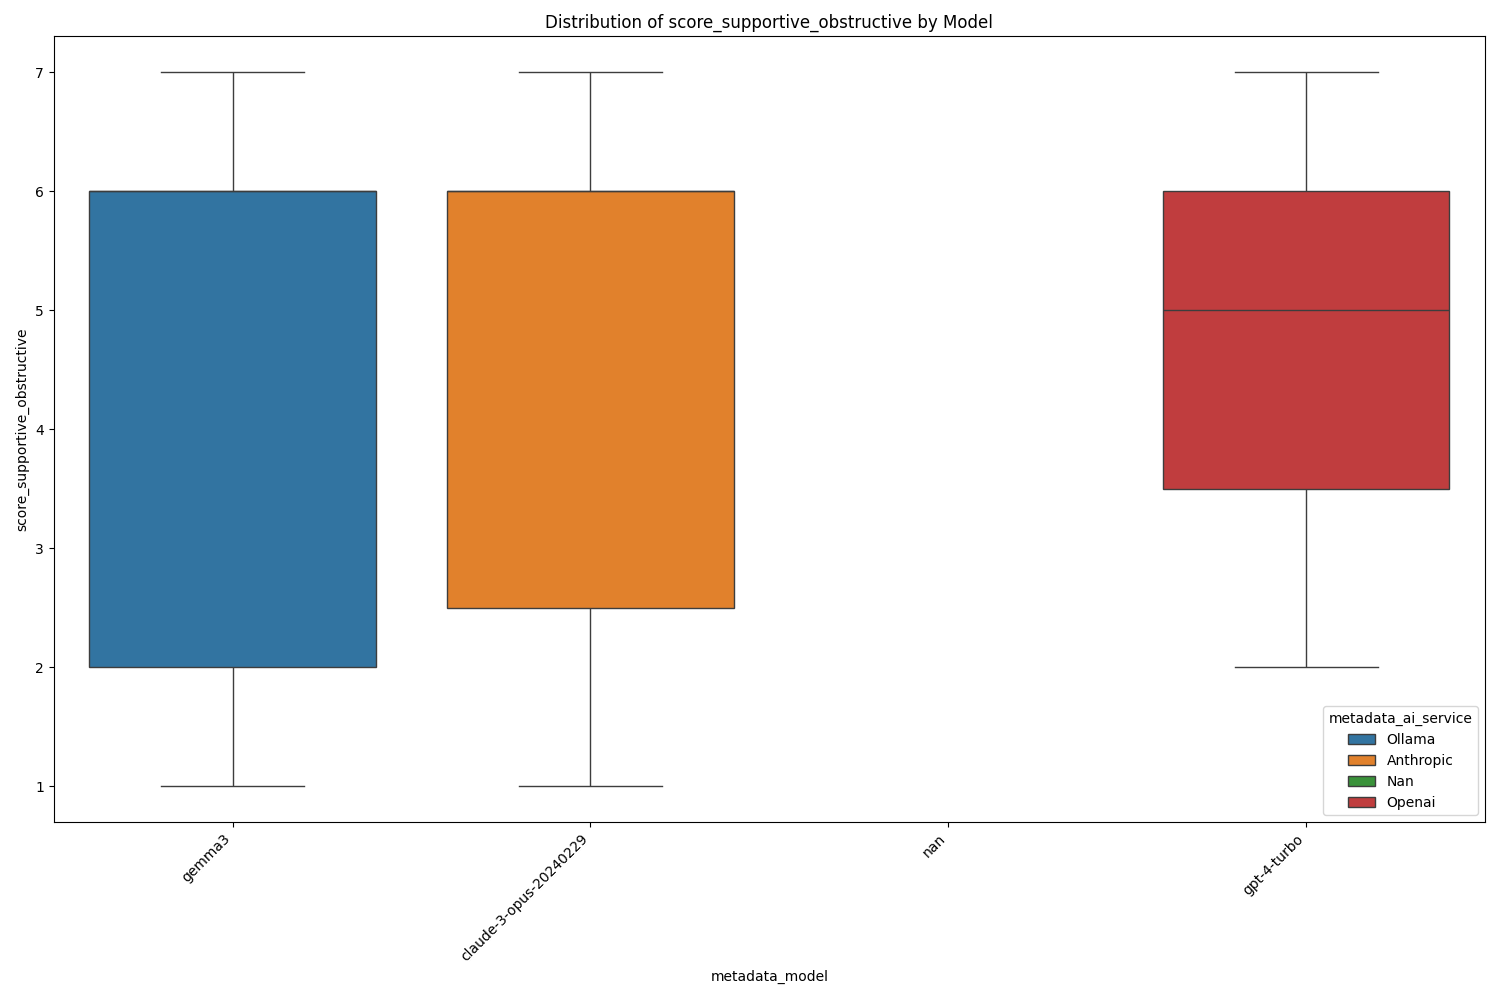 Distribution of score_supportive_obstructive by Model
score_supportive_obstructive
7
6
5
4
3
2
1
gemma3
claude-3-opus-20240229
nan
gpt-4-turbo
metadata_model
metadata_ai_service
Ollama
Anthropic
Nan
Openai